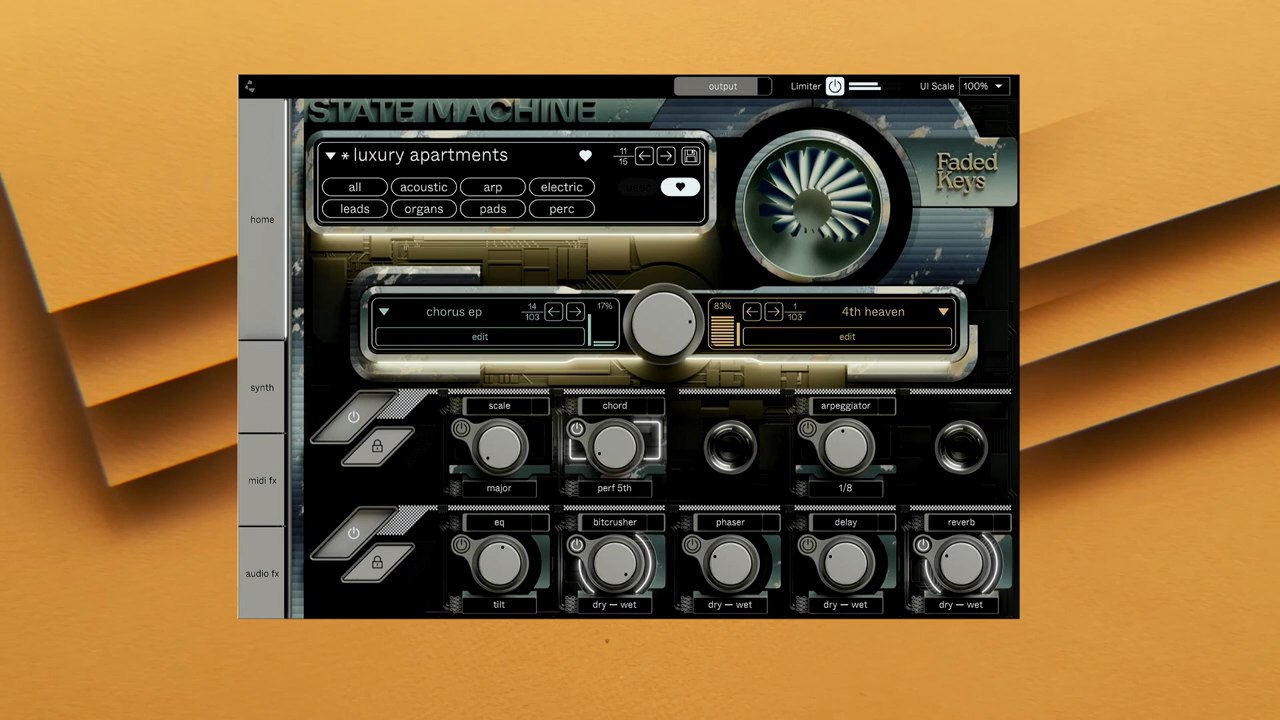 output
Limiter
UI Scale 100%
STATE MACHINE
* luxury apartments
11
15
Faded
Keys
all acoustic arp electric user
leads organs pads perc
home
chorus ep
14
103
17%
edit
83%
1
103
4th heaven
edit
synth
scale chord arpeggiator
major perf 5th 1/8
midi fx
eq bitcrusher phaser delay reverb
audio fx
tilt dry — wet dry — wet dry — wet dry — wet